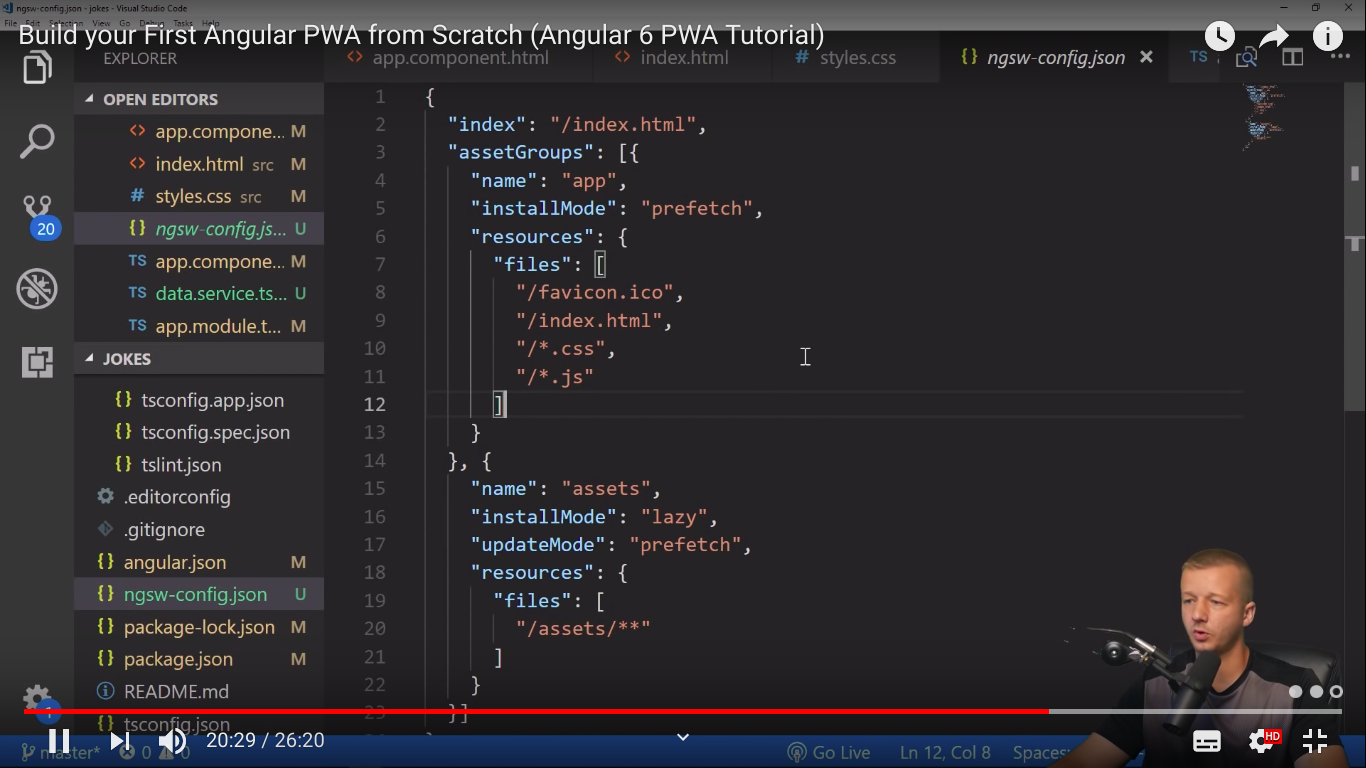 ngsw-config.json - jokes - Visual Studio Code
File Edit Selection View Go Debug Tasks Help
Build your First Angular PWA from Scratch (Angular 6 PWA Tutorial)
EXPLORER
app.component.html
index.html
# styles.css
{} ngsw-config.json
TS
OPEN EDITORS
<> app.compone... M
<> index.html src M
# styles.css src M
{} ngsw-config.js... U
TS app.compone... M
TS data.service.ts... U
TS app.module.t... M
20
JOKES
{} tsconfig.app.json
{} tsconfig.spec.json
{} tslint.json
.editorconfig
.gitignore
{} angular.json M
{} ngsw-config.json U
{} package-lock.json M
{} package.json M
README.md
{} tsconfig.json
1
1 {
2 "index": "/index.html",
3 "assetGroups": [{
4 "name": "app",
5 "installMode": "prefetch",
6 "resources": {
7 "files": [
8 "/favicon.ico",
9 "/index.html",
10 "/*.css",
11 "/*.js"
12 ]
13 }
14 }, {
15 "name": "assets",
16 "installMode": "lazy",
17 "updateMode": "prefetch",
18 "resources": {
19 "files": [
20 "/assets/**"
21 ]
22 }
23 }]
20:29 / 26:20
HD
master* 0 0
Go Live
Ln 12, Col 8
Spaces: